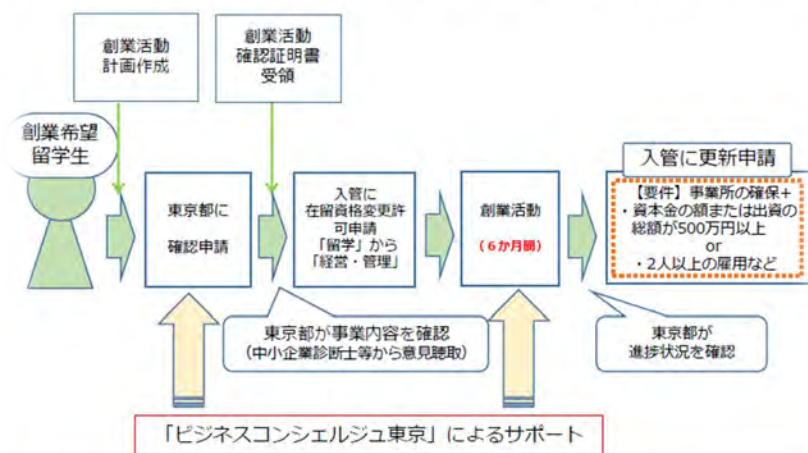 創業活動
計画作成
創業活動
確認証明書
受領
創業希望
留学生
東京都に
確認申請
入管に
在留資格変更許
可申請
「留学」から
「経営・管理」
創業活動
（６か月間）
入管に更新申請
【要件】事業所の確保+
・資本金の額または出資の
総額が500万円以上
or
・2人以上の雇用など
東京都が事業内容を確認
（中小企業診断士等から意見聴取）
東京都が
進捗状況を確認
「ビジネスコンシェルジュ東京」によるサポート